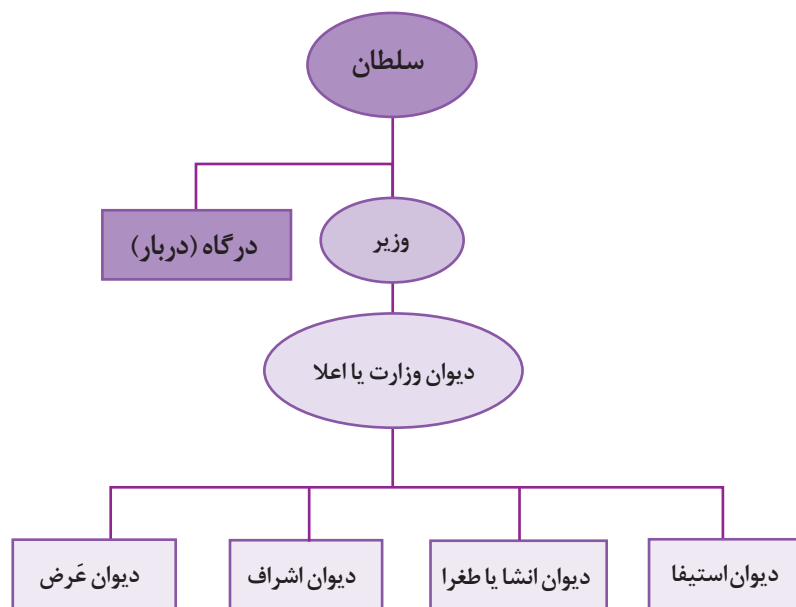 سلطان
وزیر
درگاه (دربار)
دیوان وزارت یا اعلا
دیوان استیفا
دیوان انشا یا طغرا
دیوان اشراف
دیوان عَرض